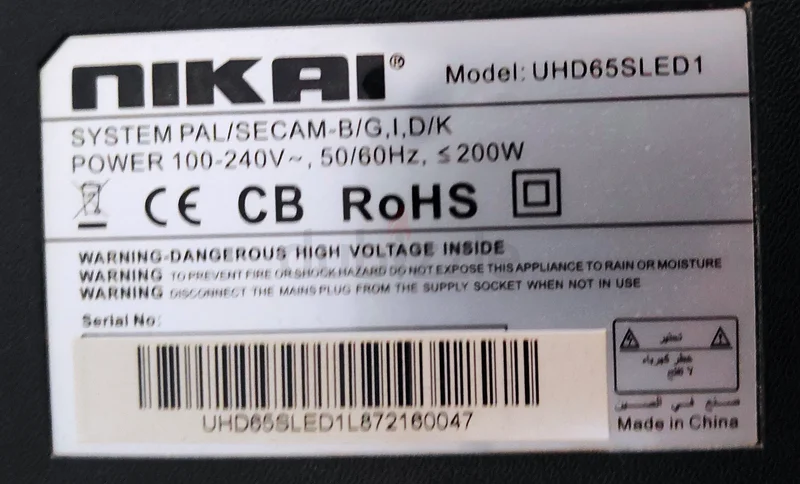 NIKAI® Model: UHD65SLED1
SYSTEM PAL/SECAM-B/G,I,D/K
POWER 100-240V~, 50/60Hz, ≤200W
CE CB RoHS
WARNING-DANGEROUS HIGH VOLTAGE INSIDE
WARNING TO PREVENT FIRE OR SHOCK HAZARD DO NOT EXPOSE THIS APPLIANCE TO RAIN OR MOISTURE
WARNING DISCONNECT THE MAINS PLUG FROM THE SUPPLY SOCKET WHEN NOT IN USE
Serial No:
تحذير
خطر كهرباء
لا تفتح
UHD65SLED1L872160047
صنع في الصين
Made in China